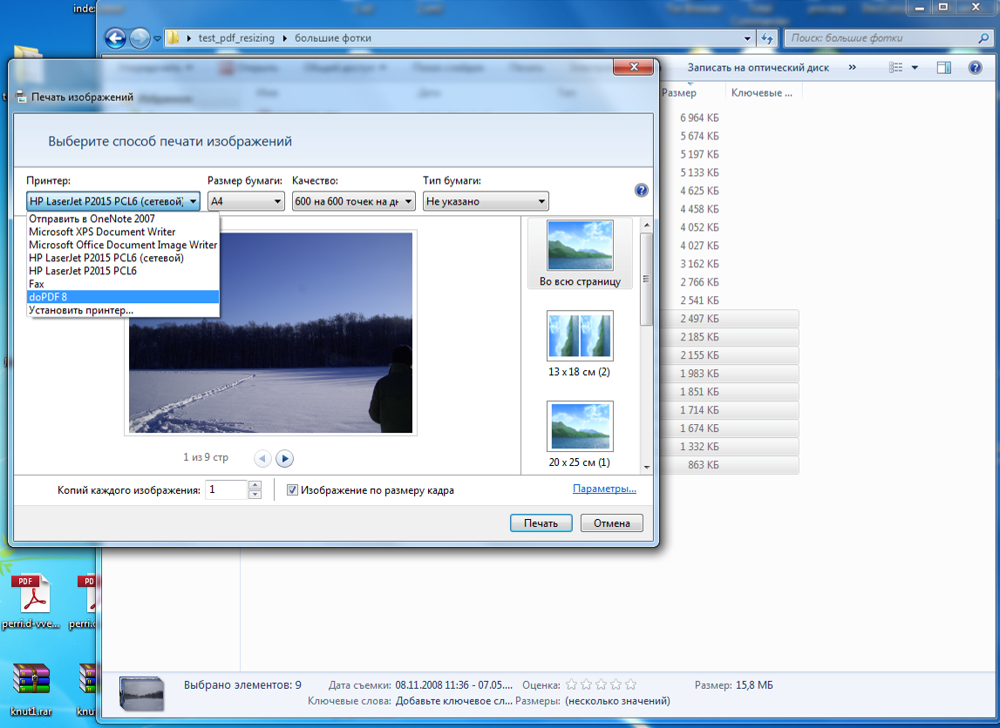 index
test_pdf_resizing
большие фотки
Поиск: большие фотки
Записать на оптический диск »
Печать изображений
Размер
Ключевые ...
Выберите способ печати изображений
Принтер:
Размер бумаги:
Качество:
Тип бумаги:
HP LaserJet P2015 PCL6 (сетевой)
A4
600 на 600 точек на дю
Не указано
Отправить в OneNote 2007
Microsoft XPS Document Writer
Microsoft Office Document Image Writer
HP LaserJet P2015 PCL6 (сетевой)
HP LaserJet P2015 PCL6
Fax
doPDF 8
Установить принтер...
Во всю страницу
13 x 18 см (2)
20 x 25 см (1)
1 из 9 стр
Копий каждого изображения:
1
Изображение по размеру кадра
Параметры...
Печать
Отмена
6 964 КБ
5 674 КБ
5 197 КБ
5 133 КБ
4 625 КБ
4 458 КБ
4 052 КБ
4 027 КБ
3 162 КБ
2 766 КБ
2 541 КБ
2 497 КБ
2 185 КБ
2 155 КБ
1 983 КБ
1 851 КБ
1 714 КБ
1 674 КБ
1 332 КБ
863 КБ
PDF
PD
perri.d-vve...
perri.d
knut1.rar
knut
Выбрано элементов: 9
Дата съемки: 08.11.2008 11:36 - 07.05....
Оценка:
Размер: 15,8 МБ
Ключевые слова: Добавьте ключевое сл...
Размеры: (несколько значений)